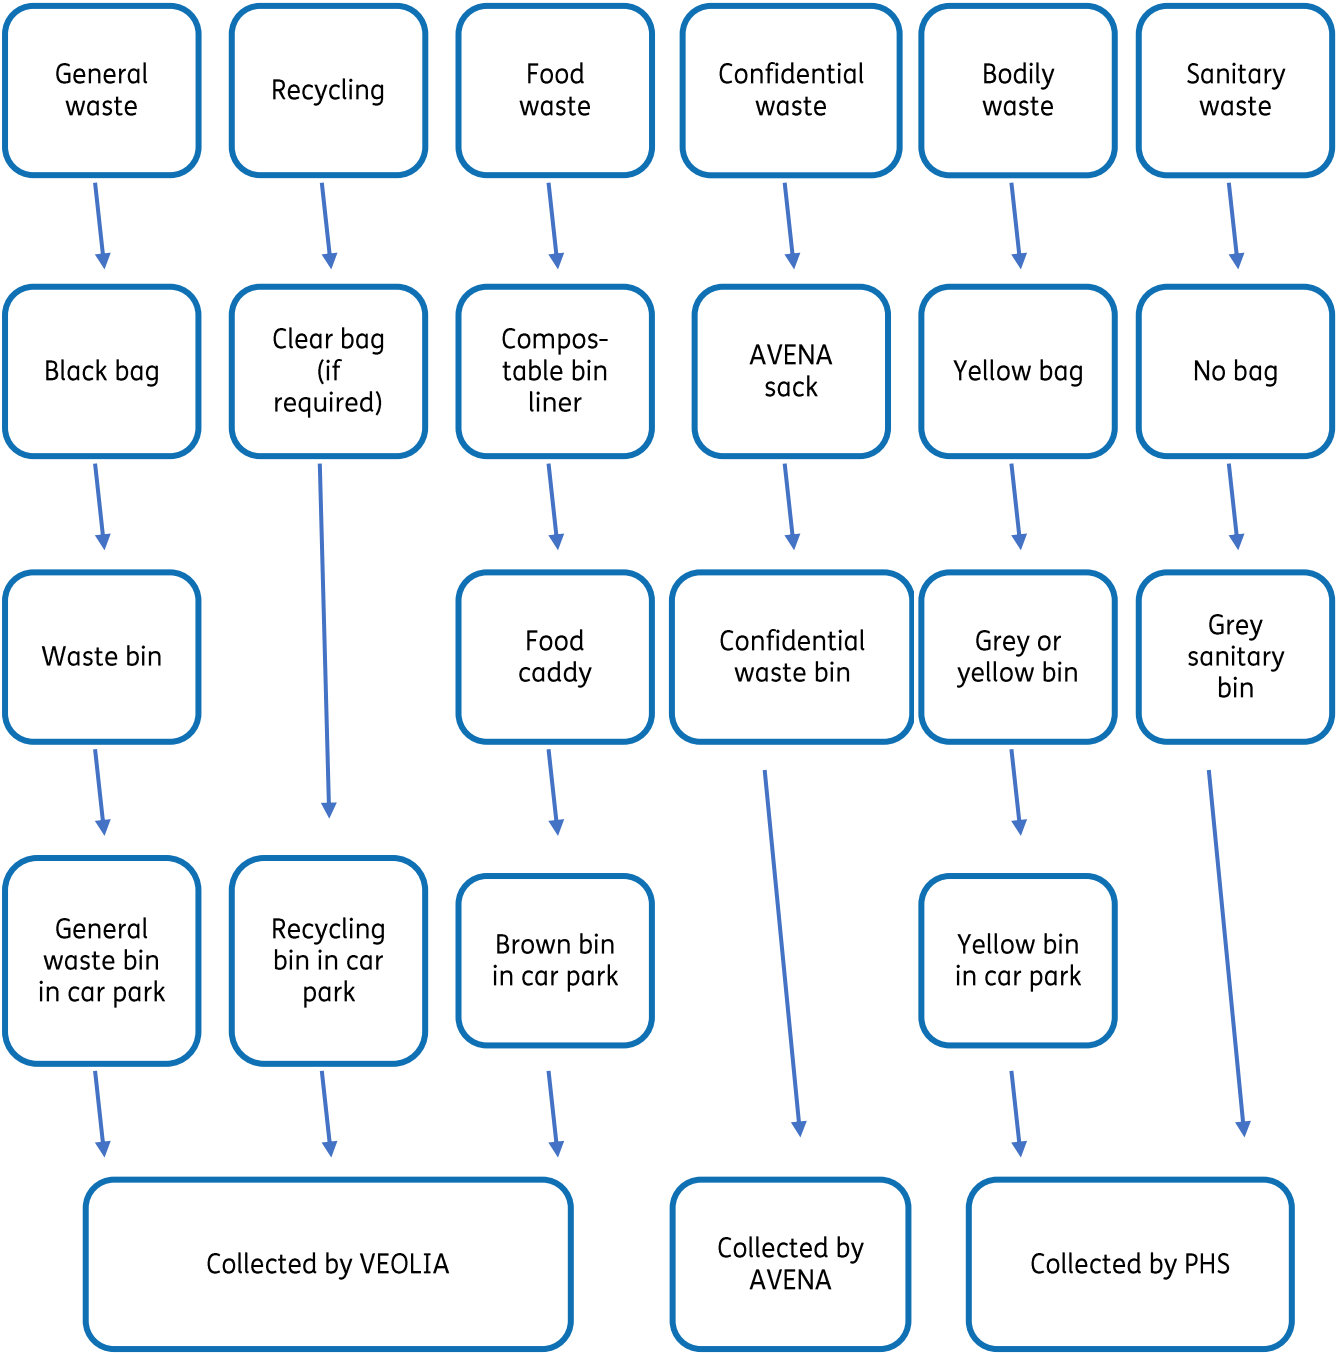 General
waste
Recycling
Food
waste
Confidential
waste
Bodily
waste
Sanitary
waste
Black bag
Clear bag
(if
required)
Compos-
table bin
liner
AVENA
sack
Yellow bag
No bag
Waste bin
Food
caddy
Confidential
waste bin
Grey or
yellow bin
Grey
sanitary
bin
General
waste bin
in car park
Recycling
bin in car
park
Brown bin
in car park
Yellow bin
in car park
Collected by VEOLIA
Collected by
AVENA
Collected by PHS